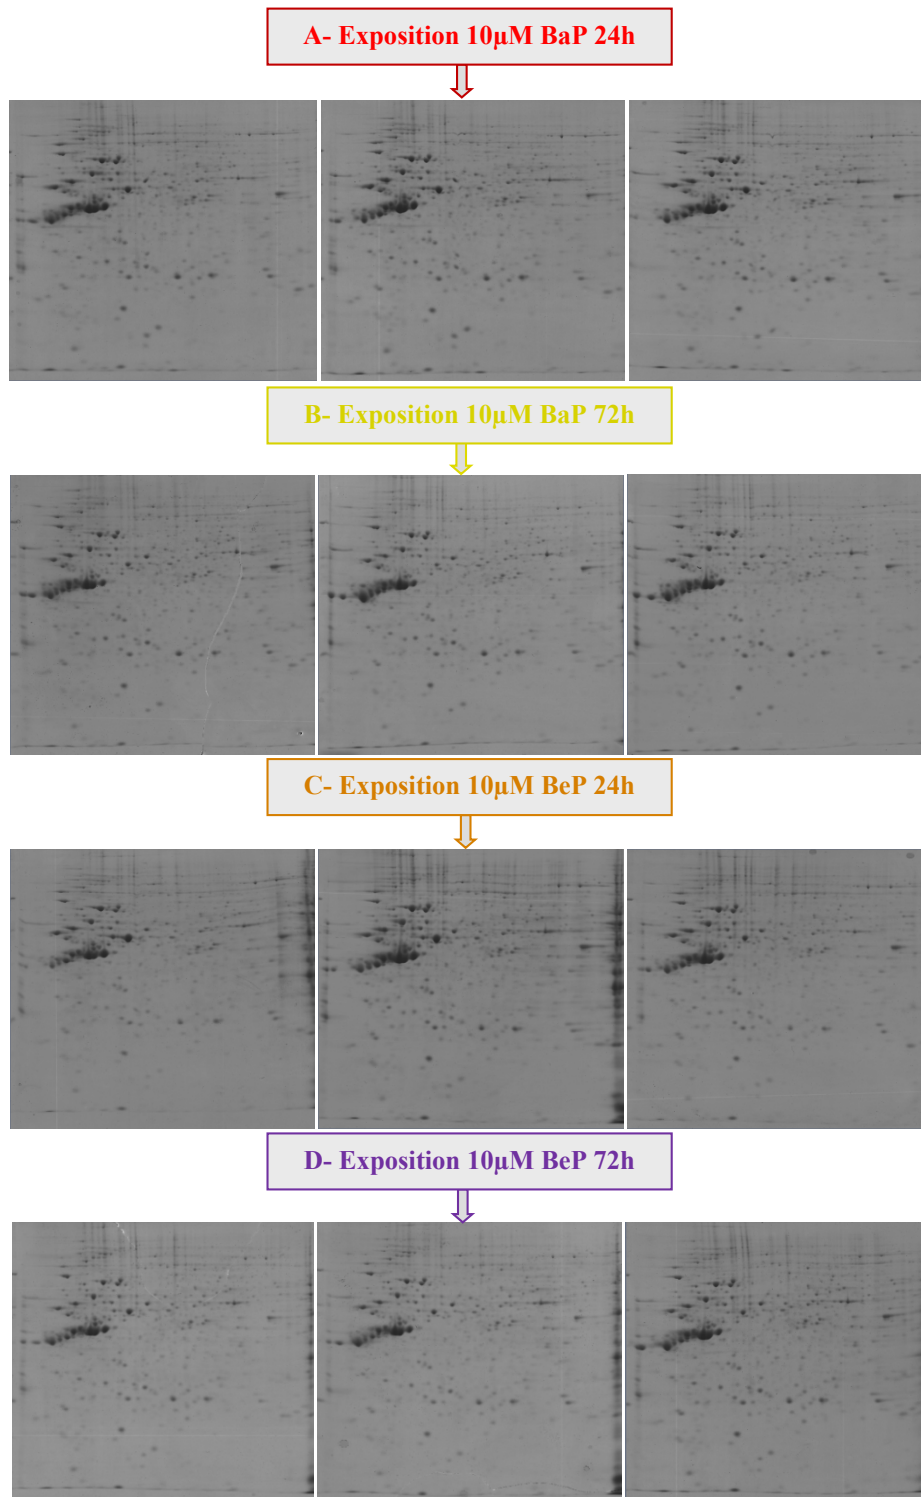 A- Exposition 10µM BaP 24h
B- Exposition 10µM BaP 72h
C- Exposition 10µM BeP 24h
D- Exposition 10µM BeP 72h